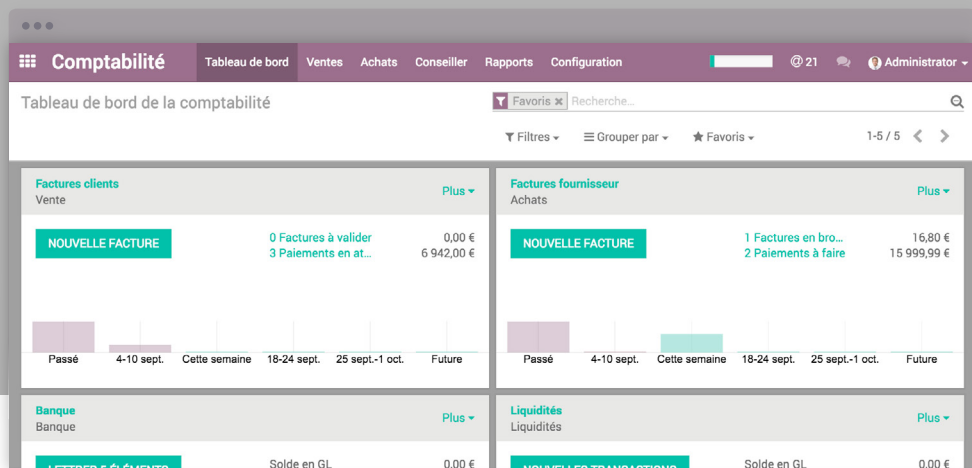 Comptabilité Tableau de bord Ventes Achats Conseiller Rapports Configuration @ 21 Administrator
Tableau de bord de la comptabilité Favoris × Recherche...
Filtres Grouper par Favoris 1-5 / 5
Factures clients Plus
Vente
NOUVELLE FACTURE 0 Factures à valider 0,00 €
3 Paiements en at... 6 942,00 €
Passé 4-10 sept. Cette semaine 18-24 sept. 25 sept.-1 oct. Future
Factures fournisseur Plus
Achats
NOUVELLE FACTURE 1 Factures en bro... 16,80 €
2 Paiements à faire 15 999,99 €
Passé 4-10 sept. Cette semaine 18-24 sept. 25 sept.-1 oct. Future
Banque Plus
Banque
LETTRER 5 ÉLÉMENTS Solde en GL 0,00 €
Liquidités Plus
Liquidités
NOUVELLES TRANSACTIONS Solde en GL 0,00 €